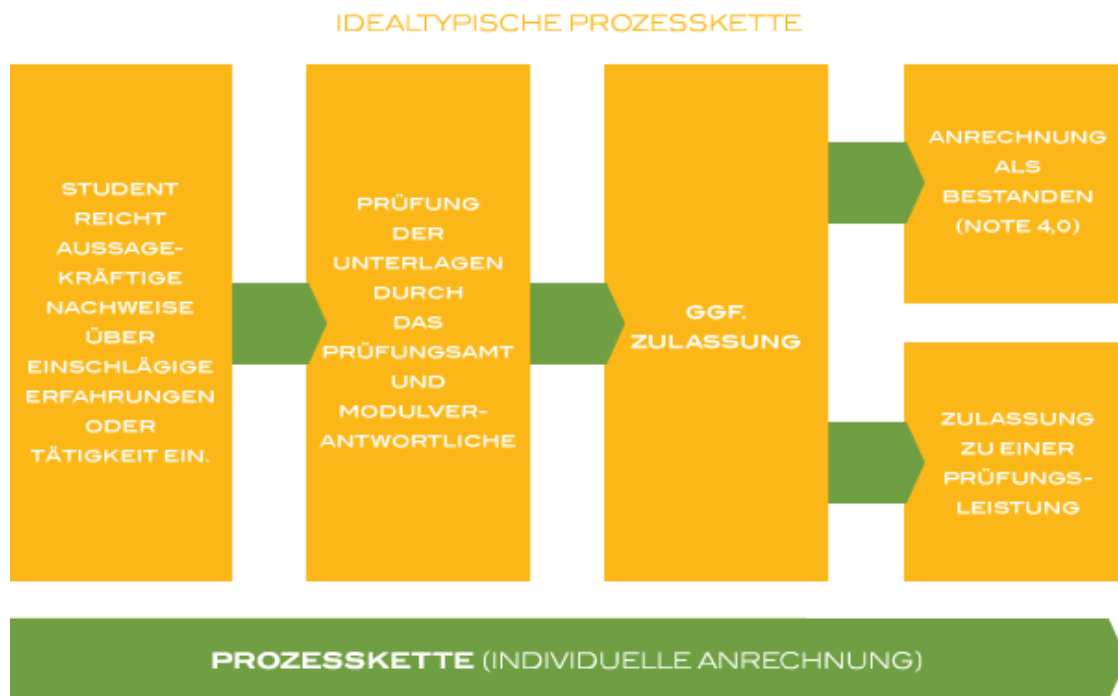 IDEALTYPISCHE PROZESSKETTE
STUDENT
REICHT
AUSSAGE-
KRÄFTIGE
NACHWEISE
ÜBER
EINSCHLÄGIGE
ERFAHRUNGEN
ODER
TÄTIGKEIT EIN.
PRÜFUNG
DER
UNTERLAGEN
DURCH
DAS
PRÜFUNGSAMT
UND
MODULVER-
ANTWORTLICHE
GGF.
ZULASSUNG
ANRECHNUNG
ALS
BESTANDEN
(NOTE 4,0)
ZULASSUNG
ZU EINER
PRÜFUNGS-
LEISTUNG
PROZESSKETTE (INDIVIDUELLE ANRECHNUNG)